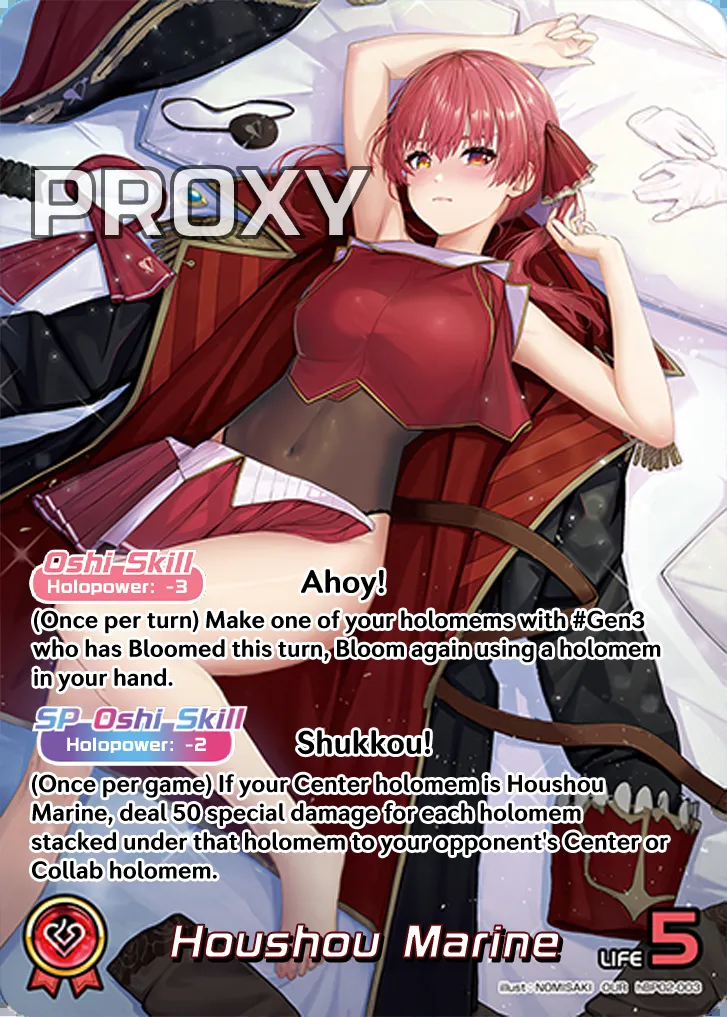 PROXY
Oshi Skill
Holopower: -3
Ahoy!
(Once per turn) Make one of your holomems with #Gen3
who has Bloomed this turn, Bloom again using a holomem
in your hand.
SP Oshi Skill
Holopower: -2
Shukkou!
(Once per game) If your Center holomem is Houshou
Marine, deal 50 special damage for each holomem
stacked under that holomem to your opponent's Center or
Collab holomem.
Houshou Marine
LIFE 5
illust: NOMISAKI OUR hBP02-003